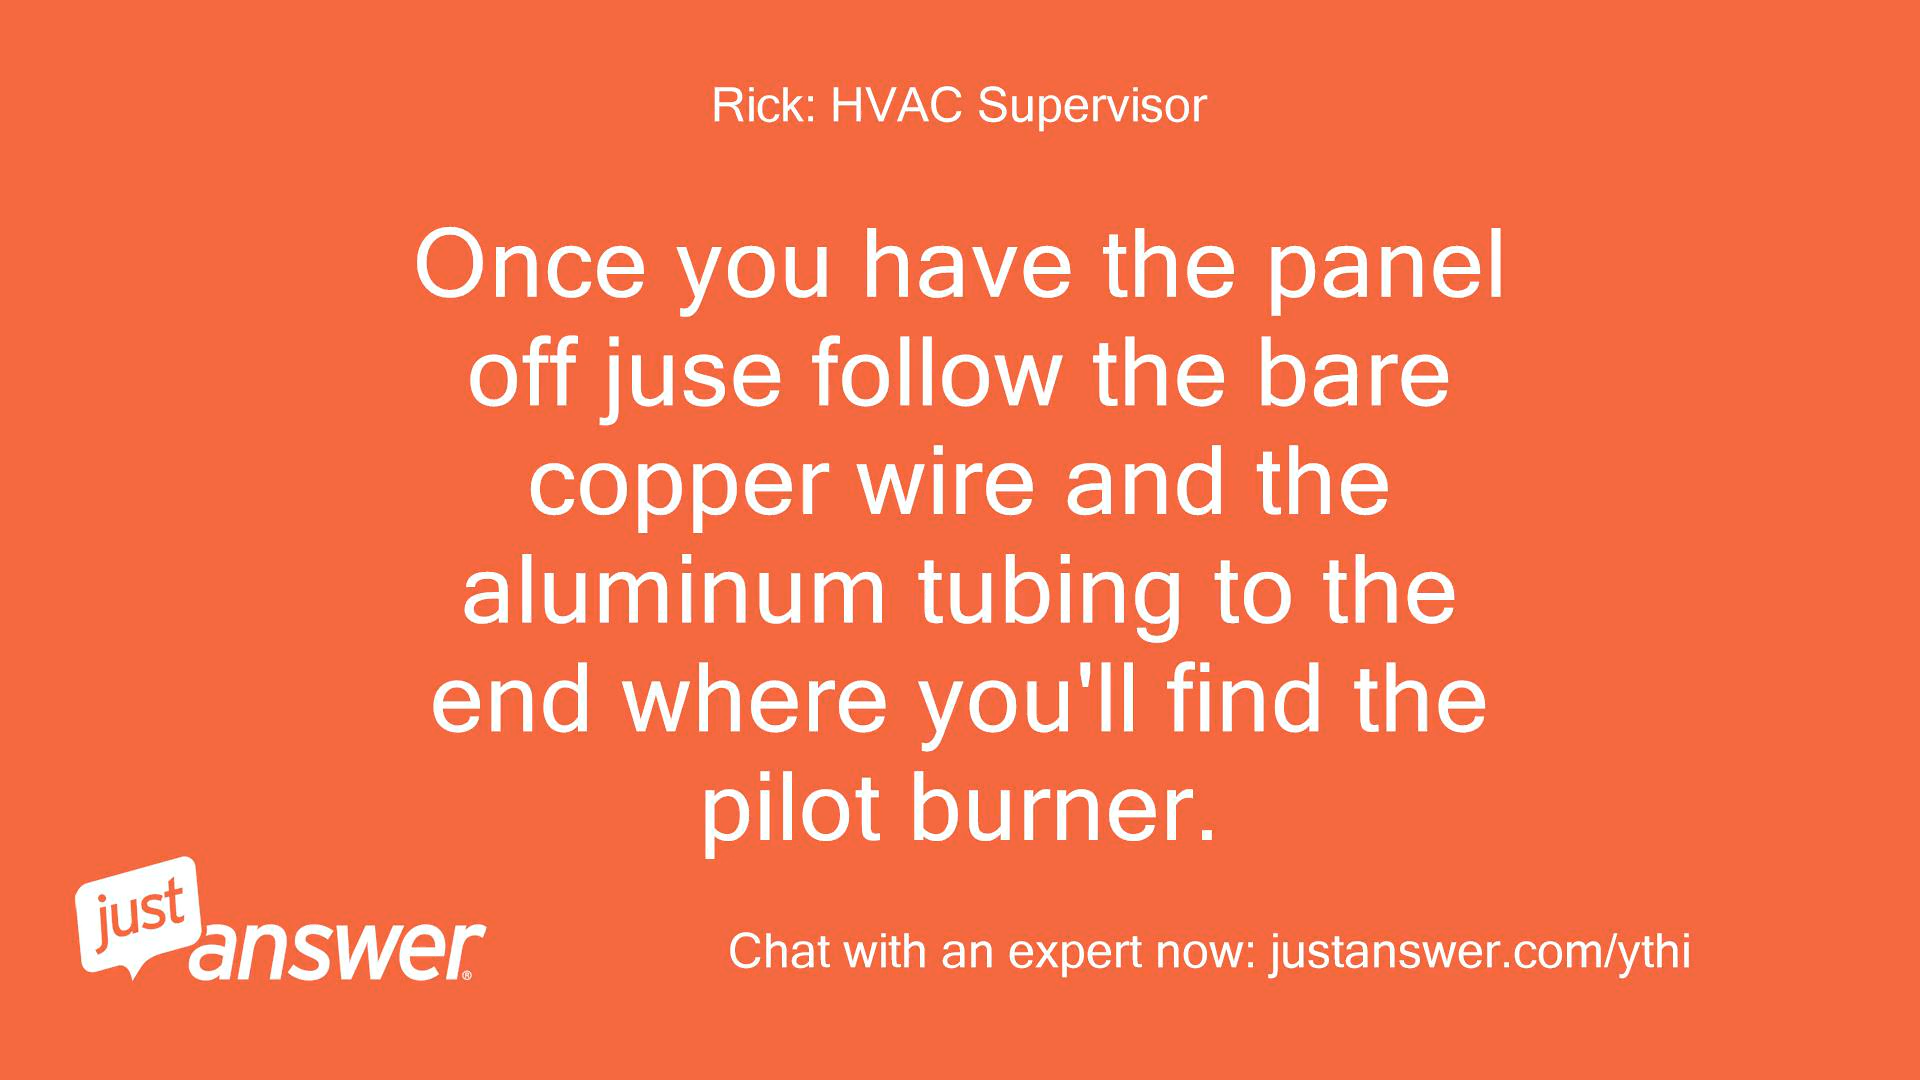 Rick: HVAC Supervisor
Once you have the panel
off juse follow the bare
copper wire and the
aluminum tubing to the
end where you'll find the
pilot burner.
just
answer®
Chat with an expert now: justanswer.com/ythi